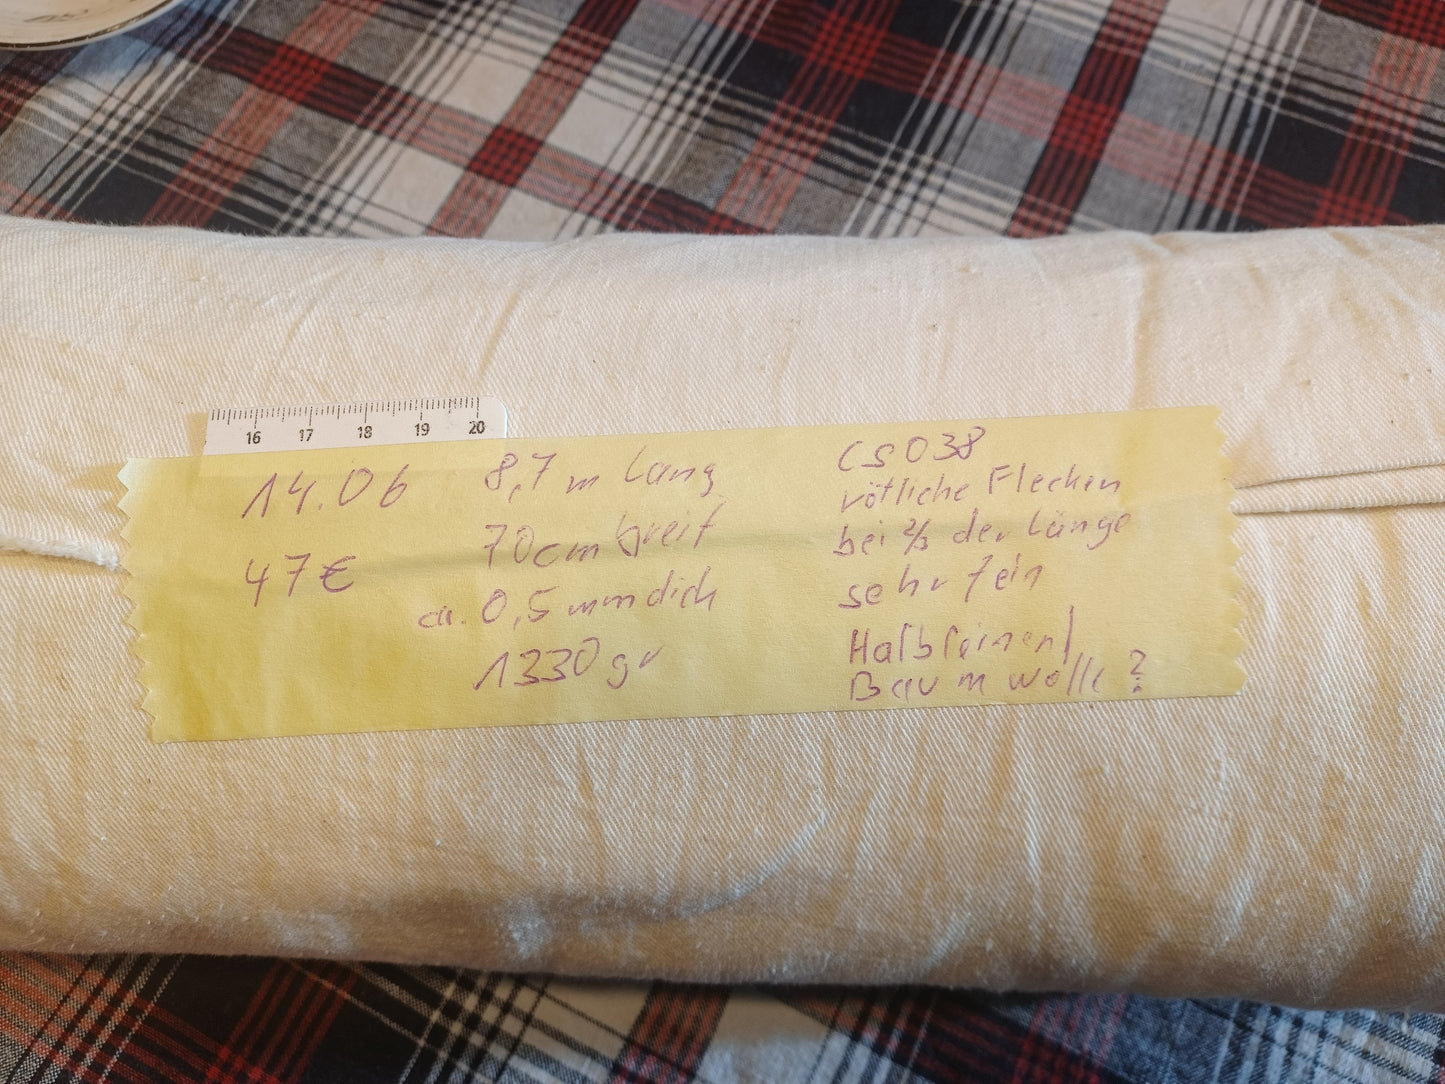 16 17 18 19 20
14.06
47€
8,7 m lang
70cm breit
ca. 0,5 mm dick
1330 gr
CS038
rötliche Flecken
bei 2/3 der Länge
sehr fein
Halbleinen/
Baumwolle?